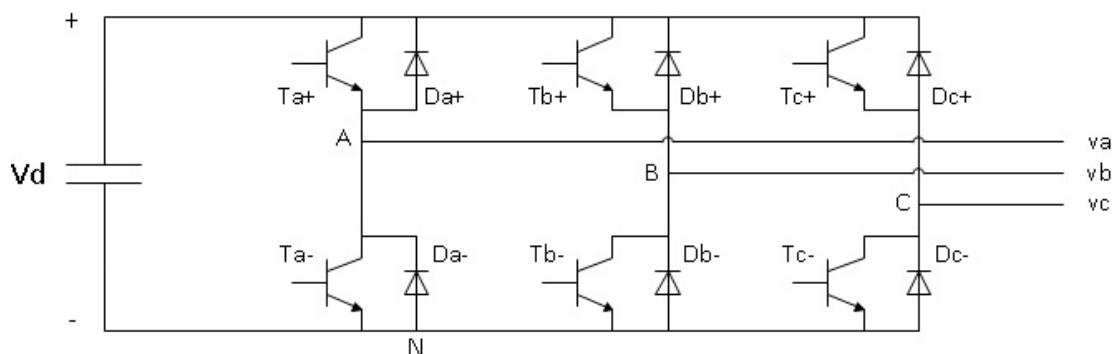 +
Ta+ Da+ Tb+ Db+ Tc+ Dc+
A va
Vd B vb
C vc
Ta- Da- Tb- Db- Tc- Dc-
-
N